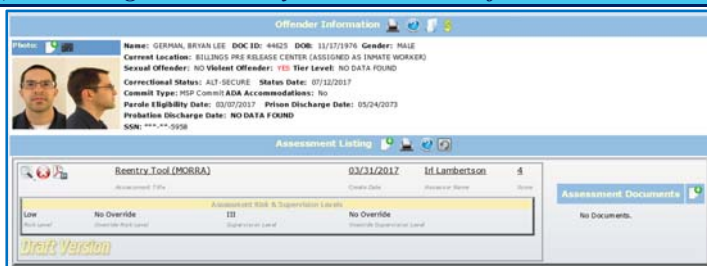 Offender Information
Photo:
Name: GERMAN, BRYAN LEE DOC ID: 44625 DOB: 11/17/1976 Gender: MALE
Current Location: BILLINGS PRE RELEASE CENTER (ASSIGNED AS INMATE WORKER)
Sexual Offender: NO Violent Offender: YES Tier Level: NO DATA FOUND
Correctional Status: ALT-SECURE Status Date: 07/12/2017
Commit Type: MSP Commit ADA Accommodations: No
Parole Eligibility Date: 03/07/2017 Prison Discharge Date: 05/24/2073
Probation Discharge Date: NO DATA FOUND
SSN: ***-**-5958
Assessment Listing
Reentry Tool (MORRA) 03/31/2017 Irl Lambertson 4
Assessment Title Create Date Assessor Name Score
Assessment Documents
Assessment Risk & Supervision Levels
No Documents.
Low No Override III No Override
Risk Level Override Risk Level Supervision Level Override Supervision Level
Draft Version